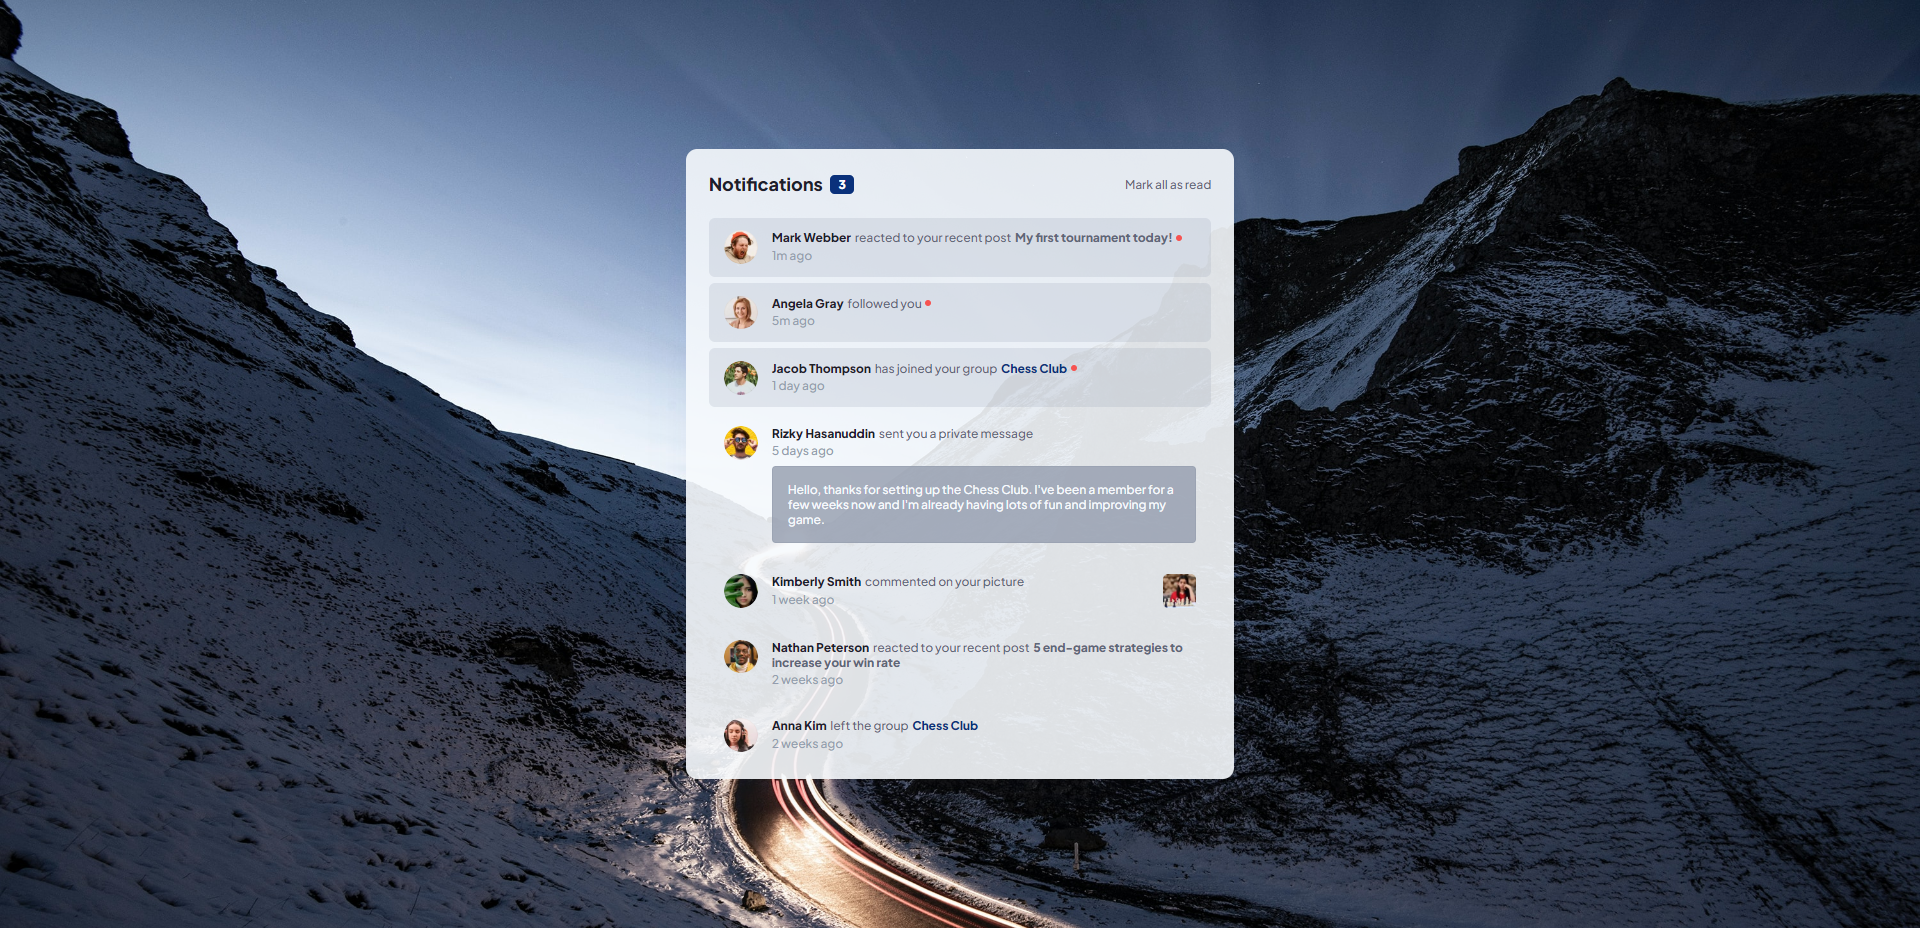 Notifications 3
Mark all as read
Mark Webber reacted to your recent post My first tournament today!
1m ago
Angela Gray followed you
5m ago
Jacob Thompson has joined your group Chess Club
1 day ago
Rizky Hasanuddin sent you a private message
5 days ago
Hello, thanks for setting up the Chess Club. I've been a member for a
few weeks now and I'm already having lots of fun and improving my
game.
Kimberly Smith commented on your picture
1 week ago
Nathan Peterson reacted to your recent post 5 end-game strategies to
increase your win rate
2 weeks ago
Anna Kim left the group Chess Club
2 weeks ago